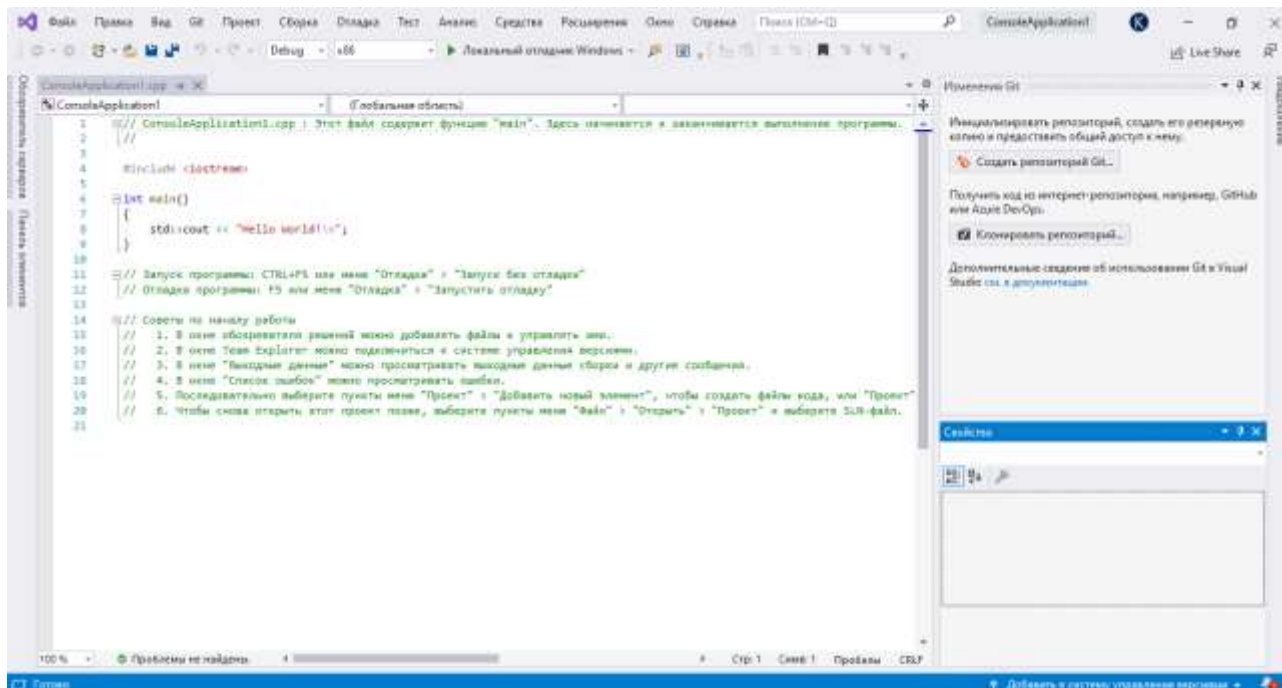 Файл Правка Вид Git Проект Сборка Отладка Тест Анализ Средства Расширения Окно Справка Поиск (Ctrl+Q) ConsoleApplication1 K
Debug x86 Локальный отладчик Windows Live Share
ConsoleApplication1.cpp
ConsoleApplication1 (Глобальная область)
1 // ConsoleApplication1.cpp : Этот файл содержит функцию "main". Здесь начинается и заканчивается выполнение программы.
2 //
3
4 #include <iostream>
5
6 int main()
7 {
8 std::cout << "Hello World!\n";
9 }
10
11 // Запуск программы: CTRL+F5 или меню "Отладка" > "Запуск без отладки"
12 // Отладка программы: F5 или меню "Отладка" > "Запустить отладку"
13
14 // Советы по началу работы
15 // 1. В окне обозревателя решений можно добавлять файлы и управлять ими.
16 // 2. В окне Team Explorer можно подключиться к системе управления версиями.
17 // 3. В окне "Выходные данные" можно просматривать выходные данные сборки и другие сообщения.
18 // 4. В окне "Список ошибок" можно просматривать ошибки.
19 // 5. Последовательно выберите пункты меню "Проект" > "Добавить новый элемент", чтобы создать файлы кода, или "Проект"
20 // 6. Чтобы снова открыть этот проект позже, выберите пункты меню "Файл" > "Открыть" > "Проект" и выберите SLN-файл.
21
Обозреватель серверов
Панель элементов
Изменения Git
Инициализировать репозиторий, создать его резервную
копию и предоставить общий доступ к нему.
Создать репозиторий Git...
Получить код из интернет-репозитория, например, GitHub
или Azure DevOps.
Клонировать репозиторий...
Дополнительные сведения об использовании Git в Visual
Studio см. в документации.
Свойства
100 % Проблемы не найдены. Стр: 1 Симв: 1 Пробелы CRLF
Готово Добавить в систему управления версиями